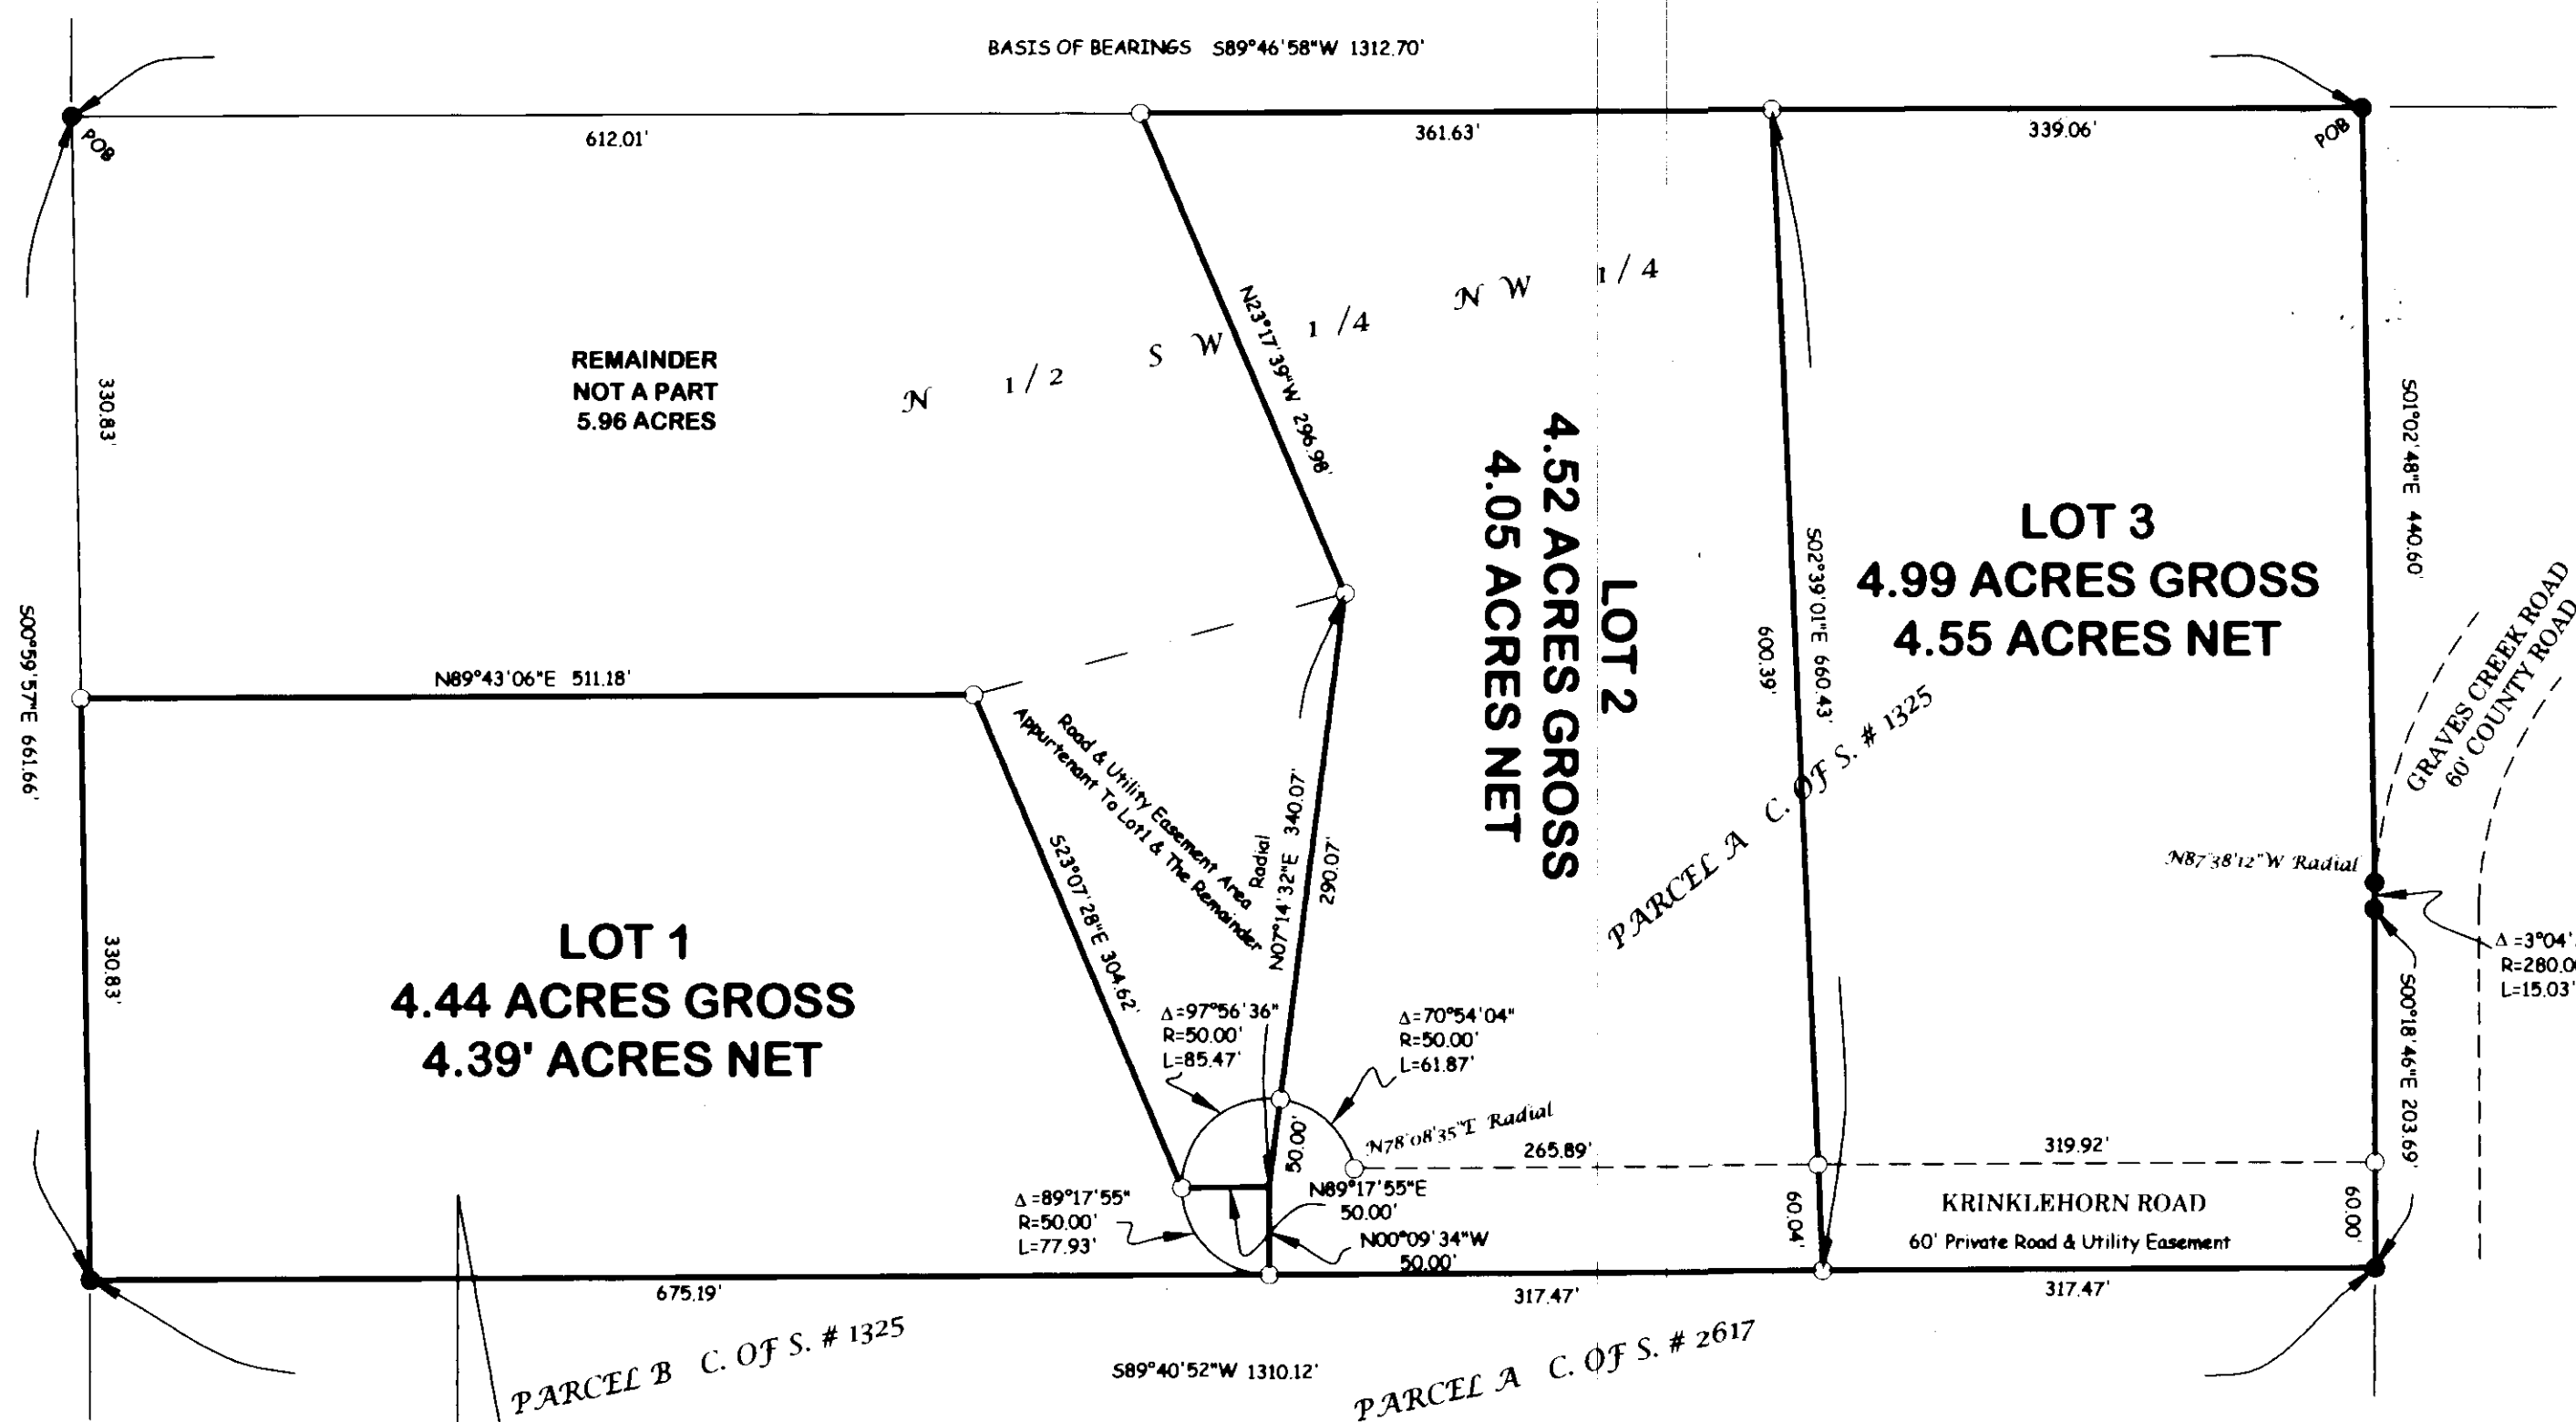 BASIS OF BEARINGS S89°46'58"W 1312.70'
POB
612.01'
361.63'
339.06'
POB
N 1/2 SW 1/4 NW 1/4
330.83'
REMAINDER
NOT A PART
5.96 ACRES
N23°17'39"W 296.98'
S01°02'48"E 440.60'
LOT 2
4.52 ACRES GROSS
4.05 ACRES NET
S02°39'01"E 660.43'
600.39'
LOT 3
4.99 ACRES GROSS
4.55 ACRES NET
GRAVES CREEK ROAD
60' COUNTY ROAD
S00°59'57"E 661.66'
N89°43'06"E 511.18'
Road & Utility Easement Area
Appurtenant To Lot1 & The Remainder
Radial
N07°14'32"E 340.07'
290.07'
PARCEL A C. OF S. # 1325
N87°38'12"W Radial
S23°07'28"E 304.62'
LOT 1
4.44 ACRES GROSS
4.39' ACRES NET
330.83'
Δ=3°04'
R=280.00
L=15.03'
S00°18'46"E 203.69'
Δ=97°56'36"
R=50.00'
L=85.47'
Δ=70°54'04"
R=50.00'
L=61.87'
50.00'
N78°08'35"E Radial
265.89'
319.92'
Δ=89°17'55"
R=50.00'
L=77.93'
N89°17'55"E
50.00'
N00°09'34"W
50.00'
60.04'
KRINKLEHORN ROAD
60' Private Road & Utility Easement
60.00'
675.19'
317.47'
317.47'
PARCEL B C. OF S. # 1325
S89°40'52"W 1310.12'
PARCEL A C. OF S. # 2617